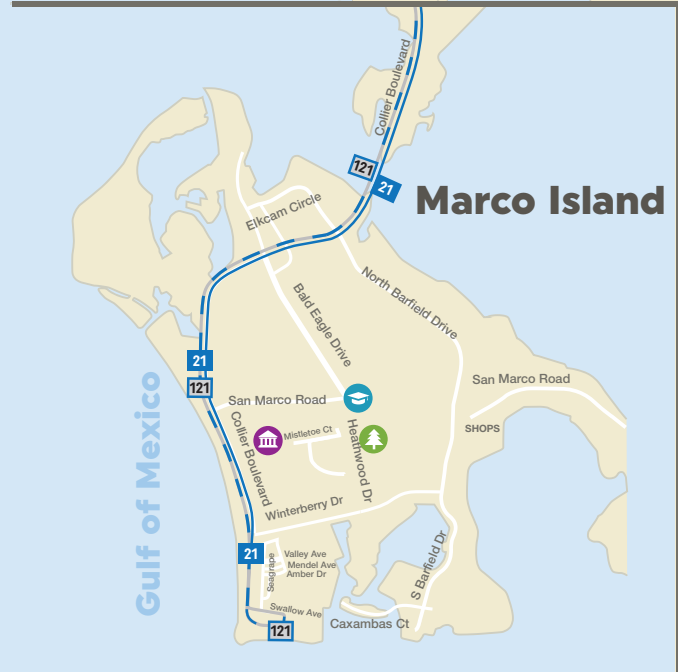 Collier Boulevard
121
21
Marco Island
Elkcam Circle
North Barfield Drive
Bald Eagle Drive
21
121
San Marco Road
San Marco Road
SHOPS
Gulf of Mexico
Collier Boulevard
Mistletoe Ct
Heathwood Dr
Winterberry Dr
21
Valley Ave
Mendel Ave
Amber Dr
Seagrape
S Barfield Dr
Swallow Ave
121
Caxambas Ct